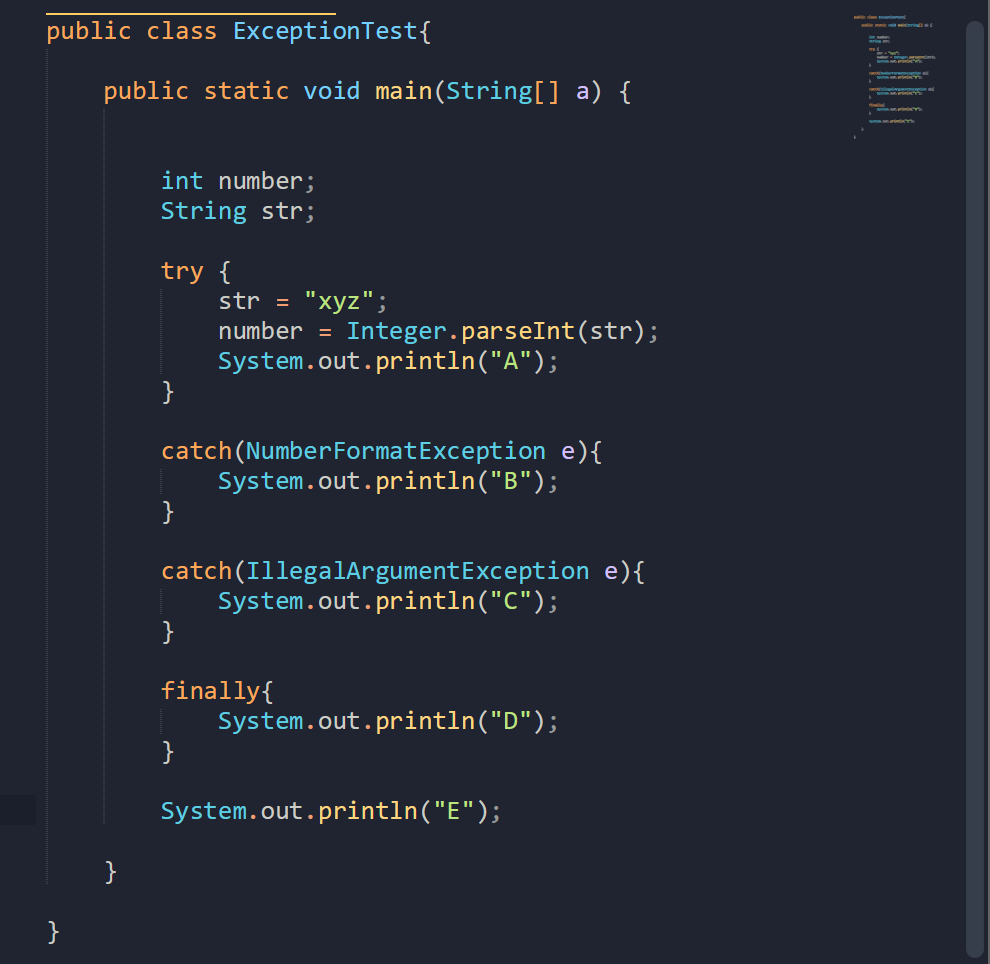 public class ExceptionTest{
public static void main(String[] a) {
int number;
String str;
try {
str = "xyz";
number = Integer.parseInt(str);
System.out.println("A");
}
catch(NumberFormatException e){
System.out.println("B");
}
catch(IllegalArgumentException e){
System.out.println("C");
}
finally{
System.out.println("D");
}
System.out.println("E");
}
}